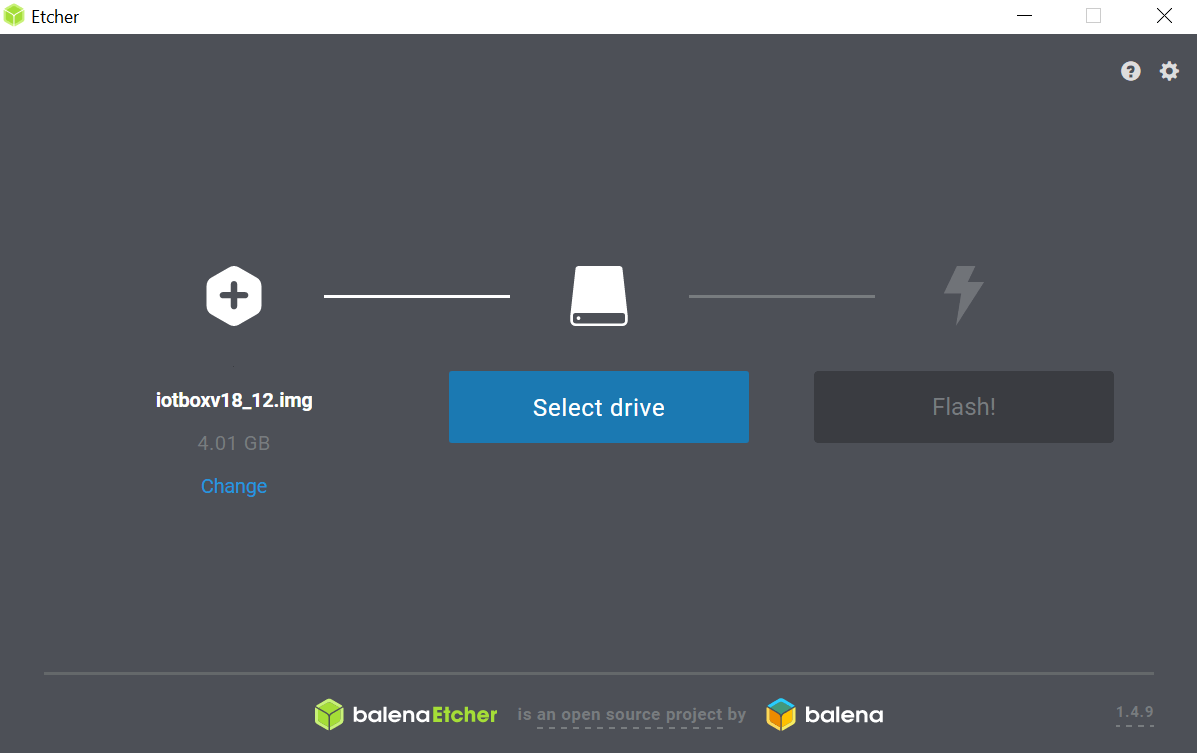 Etcher
iotboxv18_12.img
4.01 GB
Change
Select drive
Flash!
balenaEtcher is an open source project by balena
1.4.9